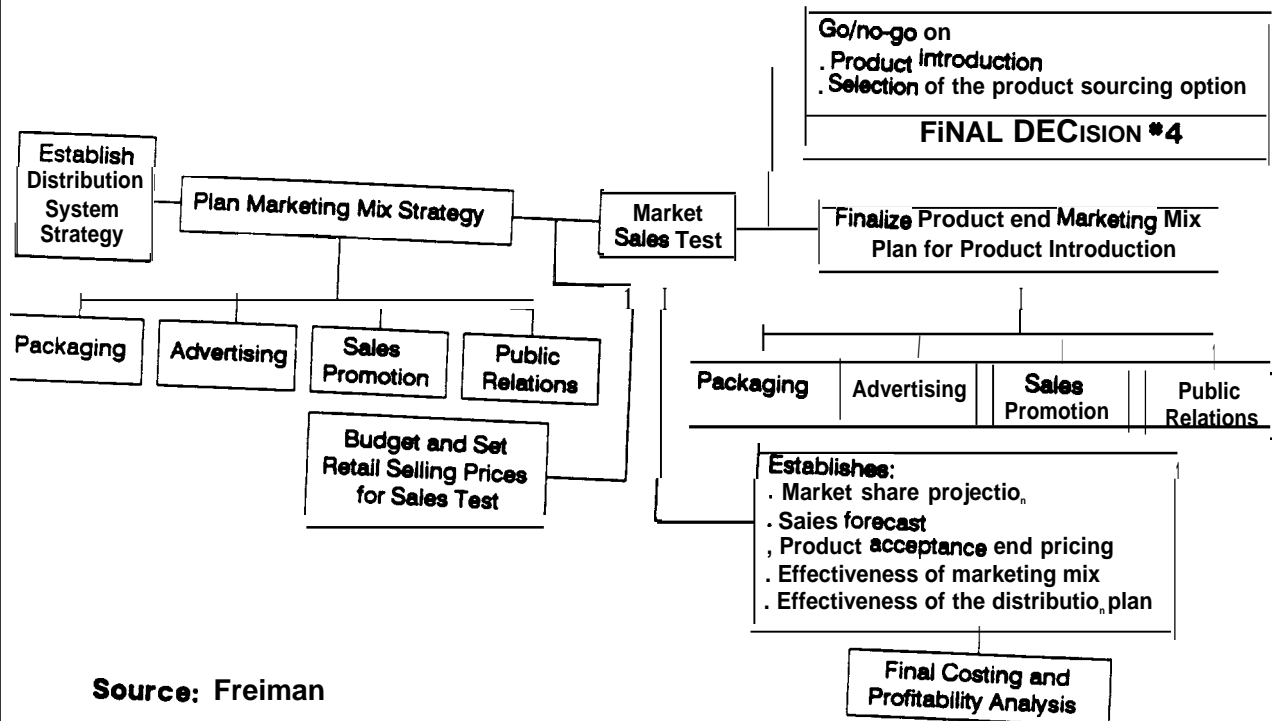 Go/no-go on
. Product introduction
. Selection of the product sourcing option
FiNAL DECISION #4
Establish
Distribution
System
Strategy
Plan Marketing Mix Strategy
Market
Sales Test
Finalize Product end Marketing Mix
Plan for Product Introduction
Packaging
Advertising
Sales
Promotion
Public
Relations
Budget and Set
Retail Selling Prices
for Sales Test
Packaging
Advertising
Sales
Promotion
Public
Relations
Establishes:
. Market share projection
. Saies forecast
, Product acceptance end pricing
. Effectiveness of marketing mix
. Effectiveness of the distribution plan
Final Costing and
Profitability Analysis
Source: Freiman